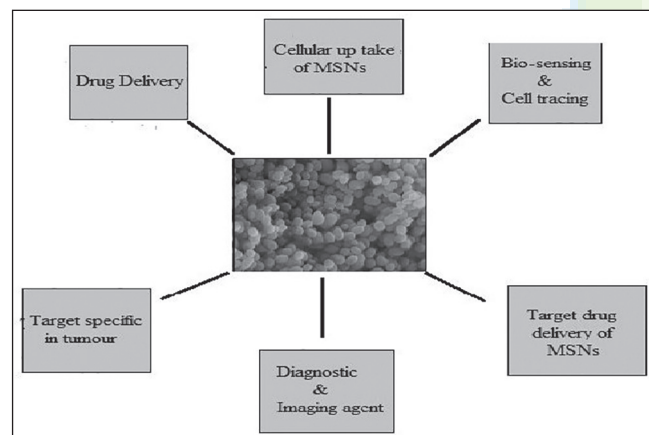 Drug Delivery
Cellular up take
of MSNs
Bio-sensing
&
Cell tracing
Target specific
in tumour
Diagnostic
&
Imaging agent
Target drug
delivery of
MSNs